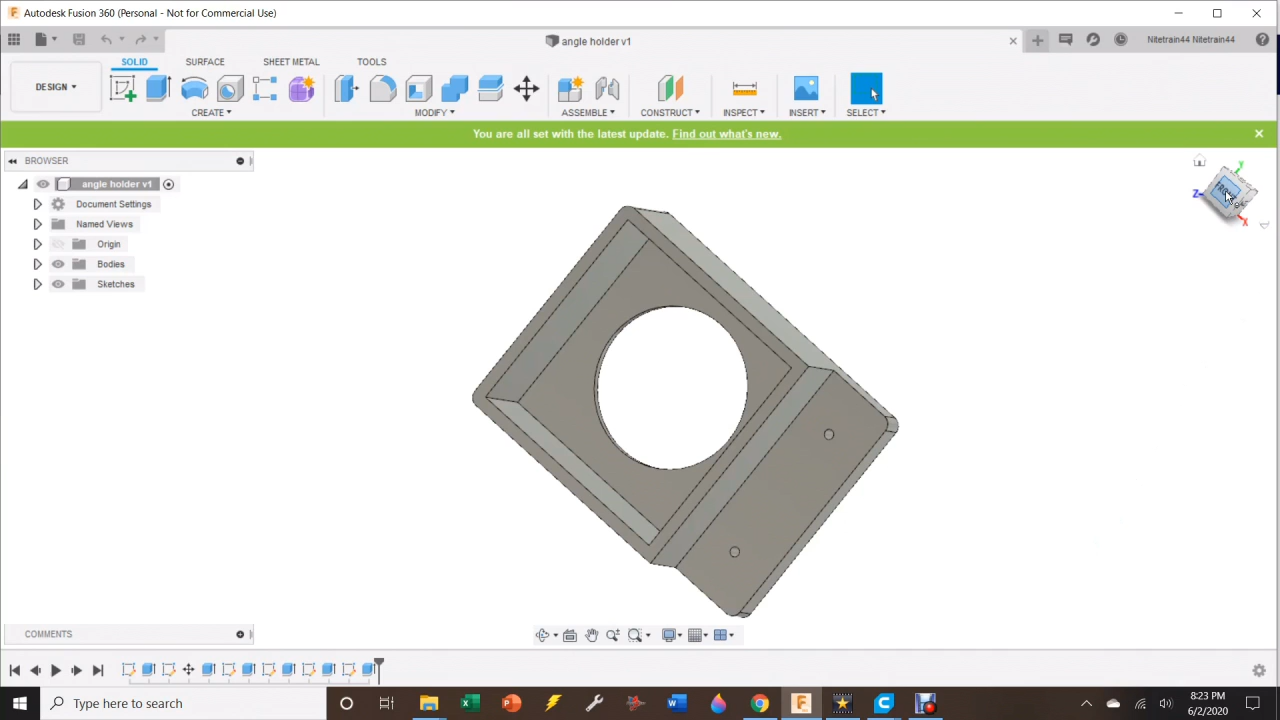 Autodesk Fusion 360 (Personal - Not for Commercial Use)
angle holder v1
Nitetrain44 Nitetrain44
SOLID SURFACE SHEET METAL TOOLS
DESIGN
CREATE MODIFY ASSEMBLE CONSTRUCT INSPECT INSERT SELECT
You are all set with the latest update. Find out what's new.
BROWSER
angle holder v1
Document Settings
Named Views
Origin
Bodies
Sketches
Y
Z
X
COMMENTS
Type here to search
8:23 PM
6/2/2020